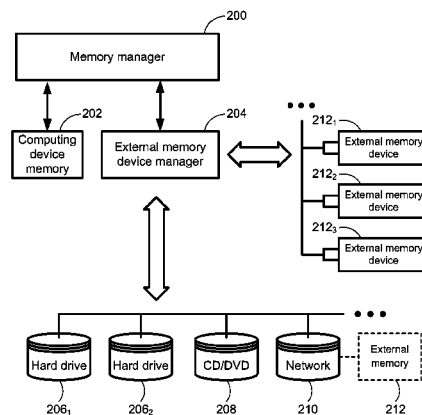 200
Memory manager
202
204
Computing
device
memory
External memory
device manager
212₁
External memory
device
212₂
External memory
device
212₃
External memory
device
Hard drive
Hard drive
CD/DVD
Network
External
memory
206₁
206₂
208
210
212